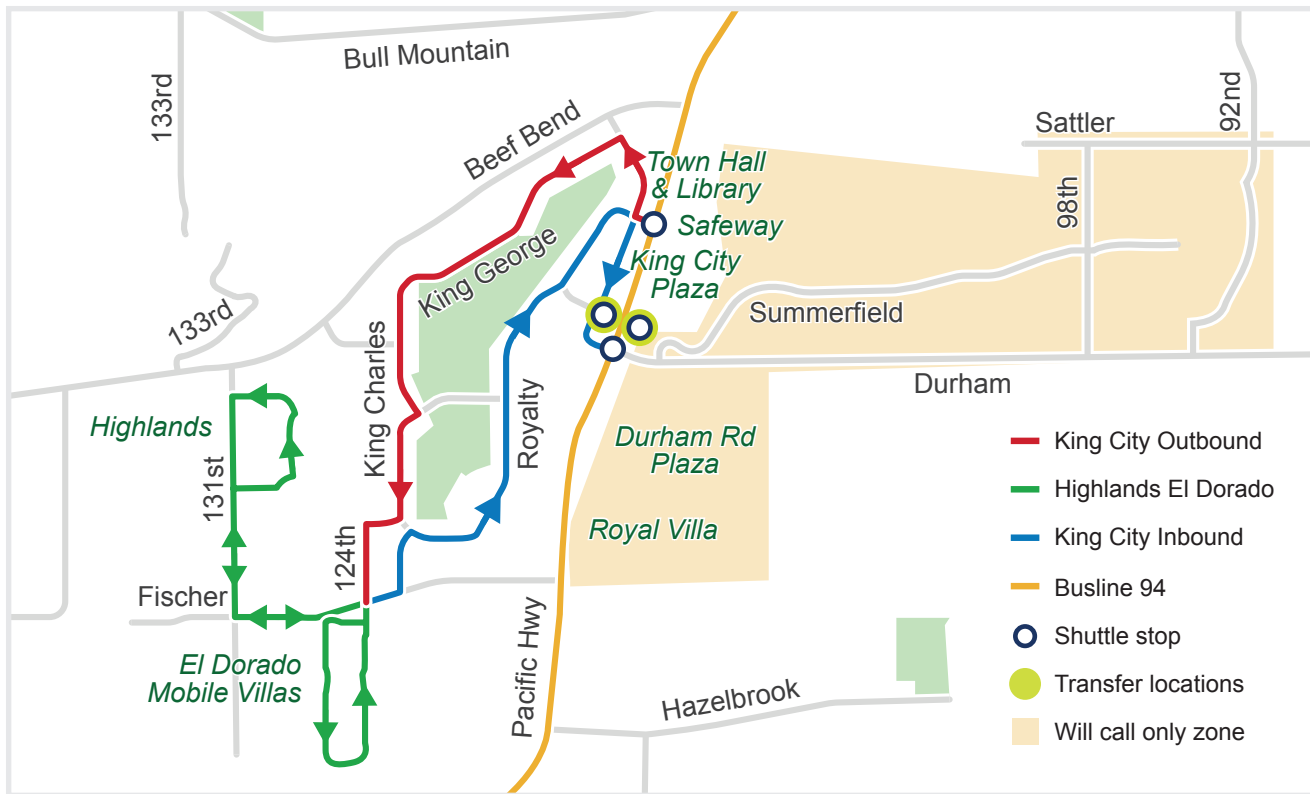 Bull Mountain
133rd
92nd
Sattler
Beef Bend
Town Hall
& Library
98th
Safeway
King George
King City
Plaza
133rd
Summerfield
Durham
King Charles
Royalty
Highlands
131st
Durham Rd
Plaza
Royal Villa
124th
Fischer
El Dorado
Mobile Villas
Pacific Hwy
Hazelbrook
King City Outbound
Highlands El Dorado
King City Inbound
Busline 94
Shuttle stop
Transfer locations
Will call only zone